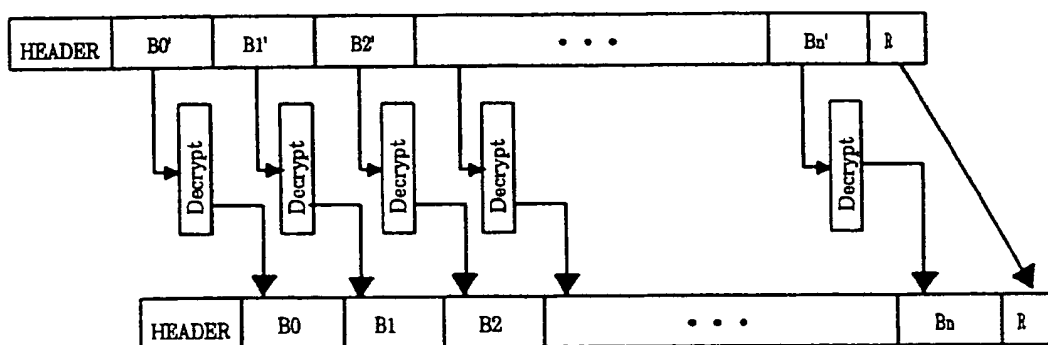 HEADER B0' B1' B2' • • • Bn' R
Decrypt Decrypt Decrypt Decrypt Decrypt
HEADER B0 B1 B2 • • • Bn R